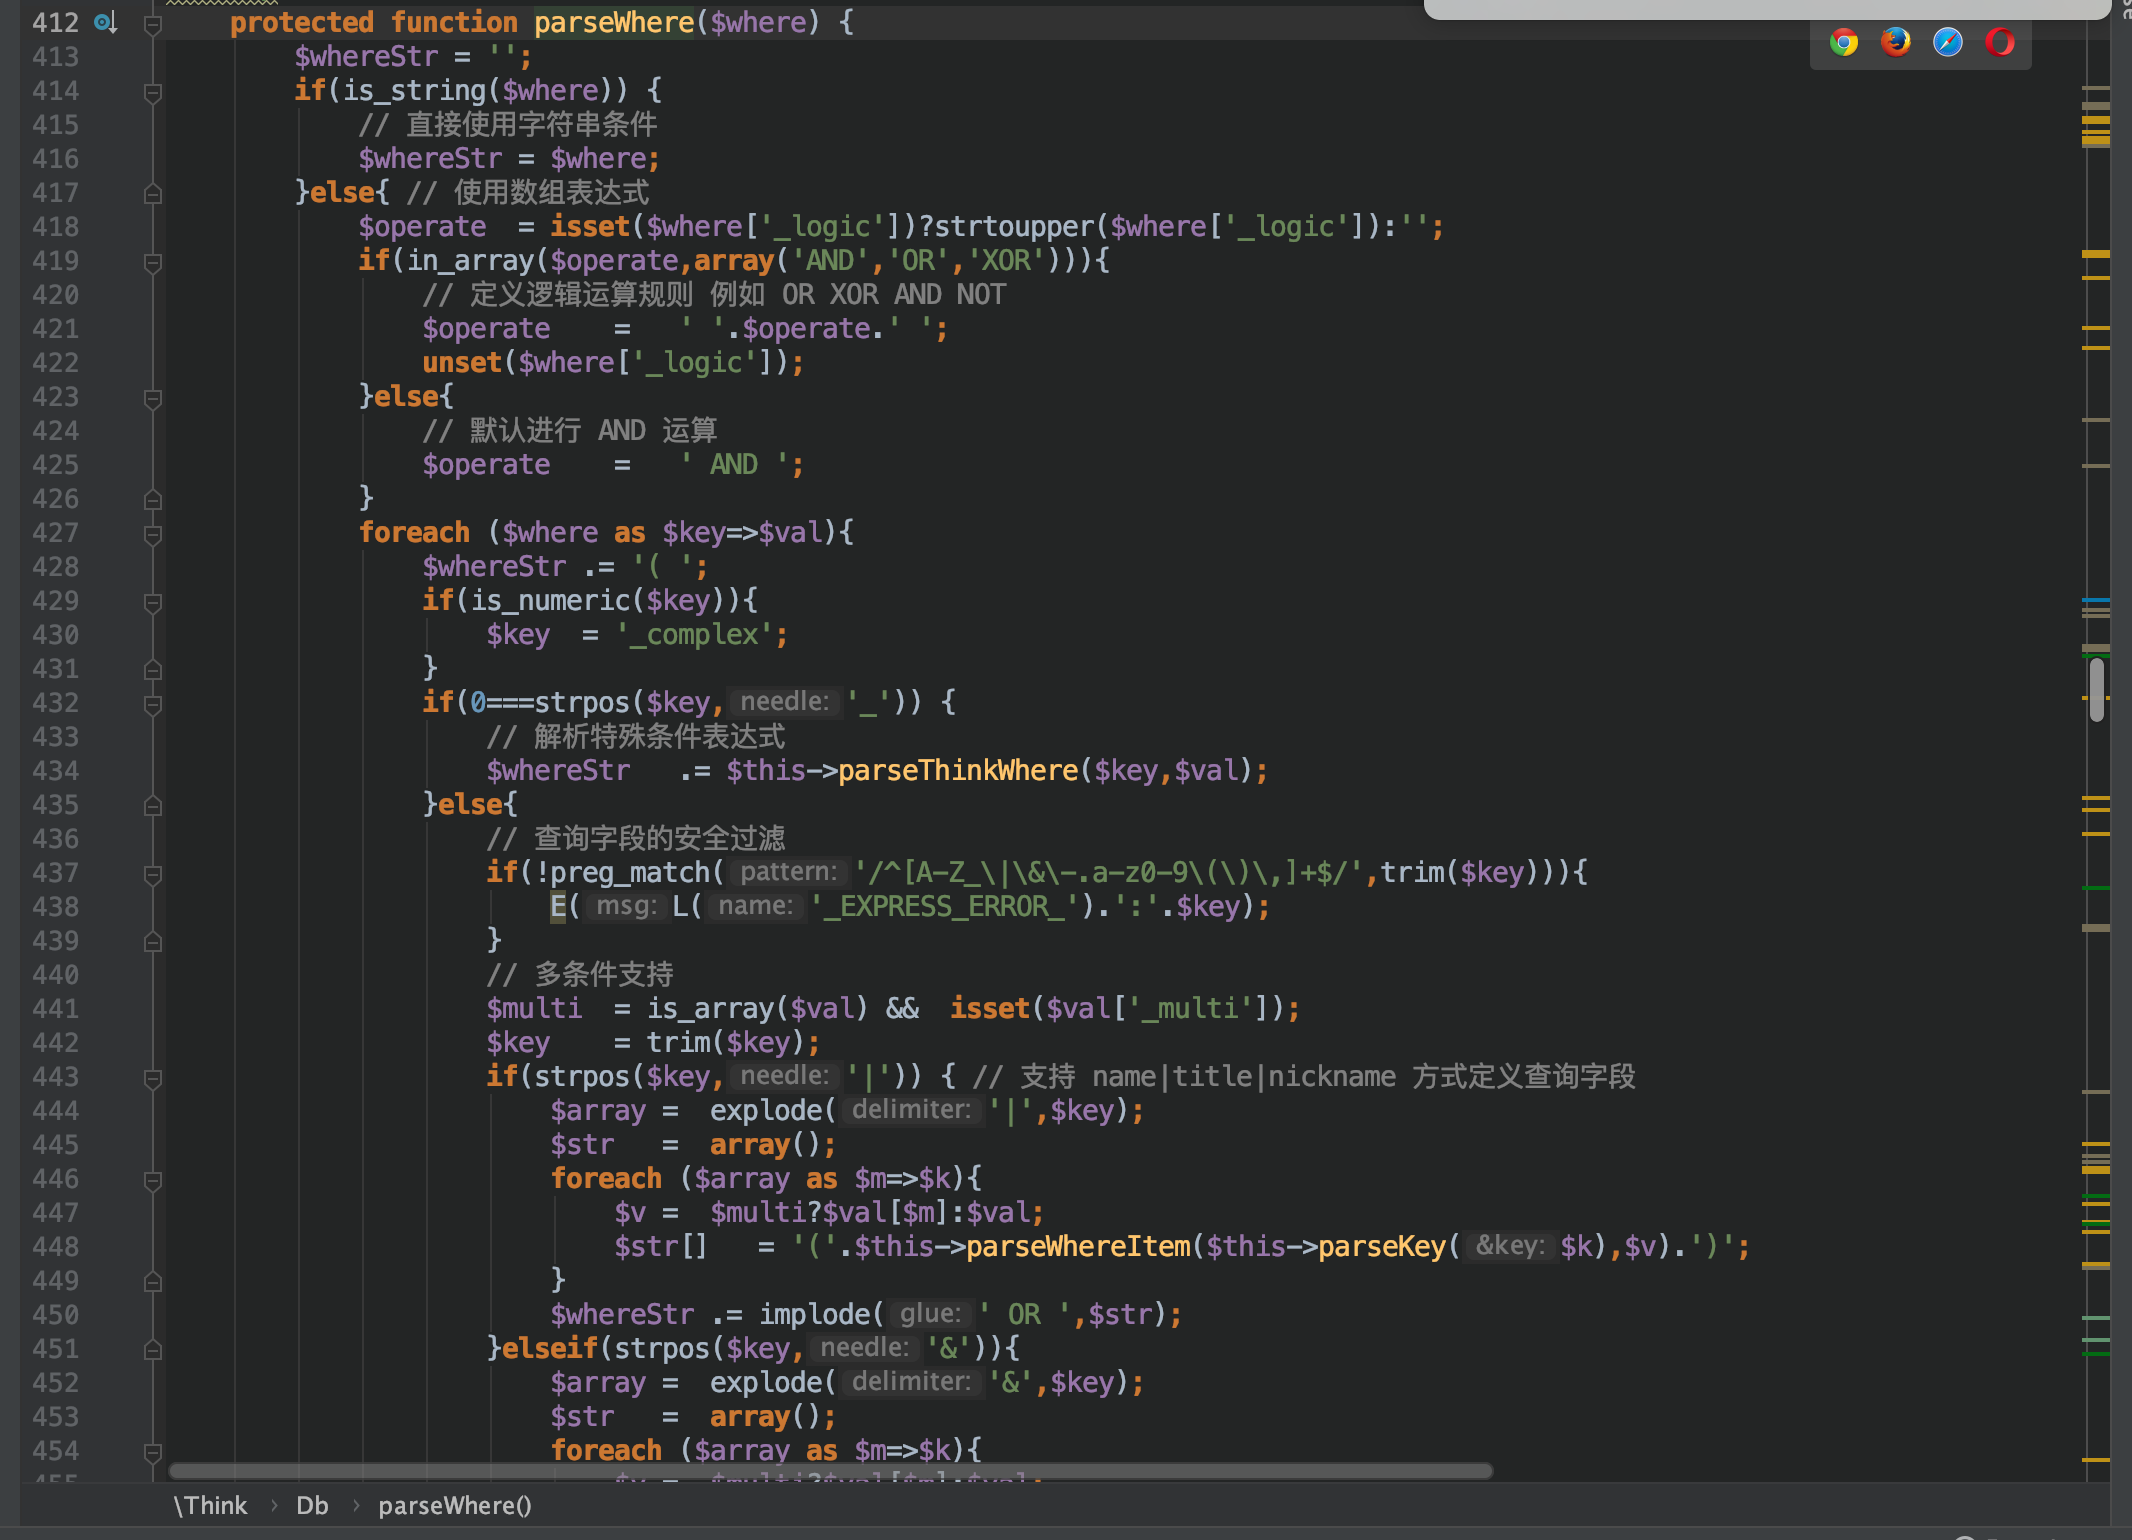 412 protected function parseWhere($where) {
413 $whereStr = '';
414 if(is_string($where)) {
415 // 直接使用字符串条件
416 $whereStr = $where;
417 }else{ // 使用数组表达式
418 $operate  = isset($where['_logic'])?strtoupper($where['_logic']):'';
419 if(in_array($operate,array('AND','OR','XOR'))){
420 // 定义逻辑运算规则 例如 OR XOR AND NOT
421 $operate    =   ' '.$operate.' ';
422 unset($where['_logic']);
423 }else{
424 // 默认进行 AND 运算
425 $operate    =   ' AND ';
426 }
427 foreach ($where as $key=>$val){
428 $whereStr .= '( ';
429 if(is_numeric($key)){
430 $key  = '_complex';
431 }
432 if(0===strpos($key, needle: '_')) {
433 // 解析特殊条件表达式
434 $whereStr   .= $this->parseThinkWhere($key,$val);
435 }else{
436 // 查询字段的安全过滤
437 if(!preg_match( pattern: '/^[A-Z_\|\&\-.a-z0-9\(\)\,]+$/',trim($key))){
438 E( msg: L( name: '_EXPRESS_ERROR_').':'.$key);
439 }
440 // 多条件支持
441 $multi  = is_array($val) &&  isset($val['_multi']);
442 $key    = trim($key);
443 if(strpos($key, needle: '|')) { // 支持 name|title|nickname 方式定义查询字段
444 $array =  explode( delimiter: '|',$key);
445 $str   =  array();
446 foreach ($array as $m=>$k){
447 $v =  $multi?$val[$m]:$val;
448 $str[]   = '('.$this->parseWhereItem($this->parseKey( &key: $k),$v).')';
449 }
450 $whereStr .= implode( glue: ' OR ',$str);
451 }elseif(strpos($key, needle: '&')){
452 $array =  explode( delimiter: '&',$key);
453 $str   =  array();
454 foreach ($array as $m=>$k){
455 $v =  $multi?$val[$m]:$val;
\Think › Db › parseWhere()